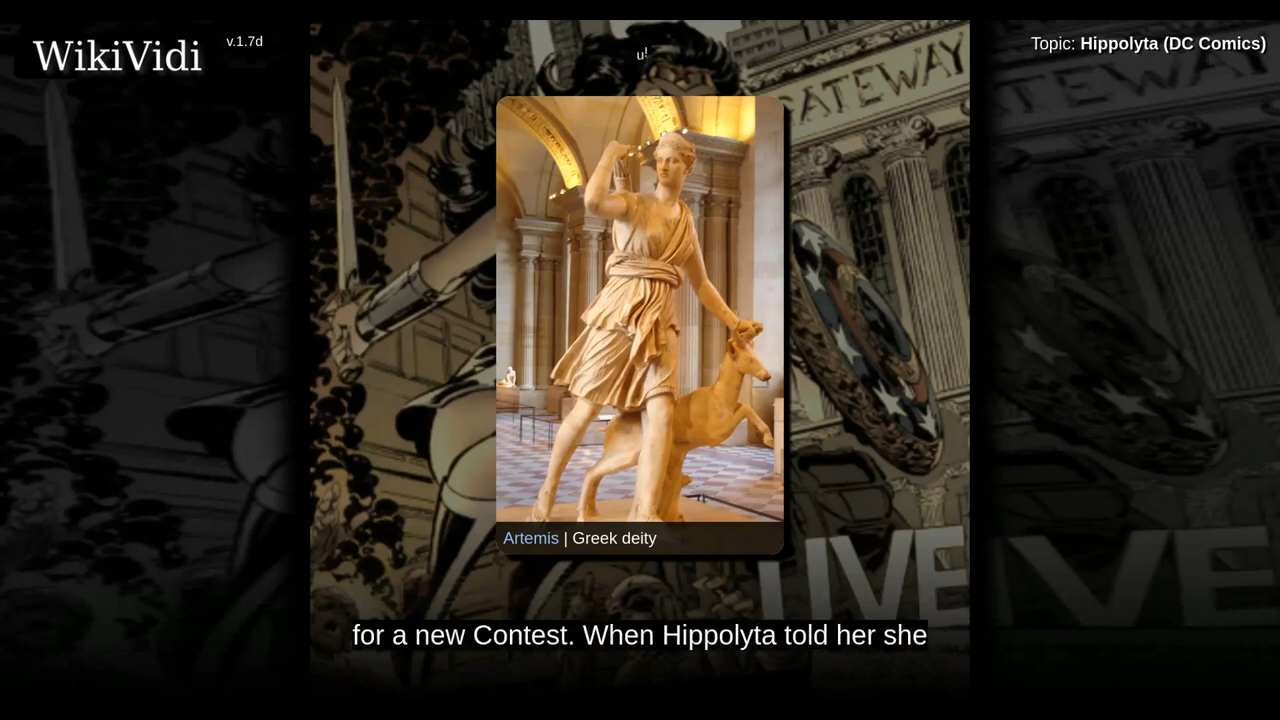 WikiVidi
v.1.7d
Topic: Hippolyta (DC Comics)
u!
GATEWAY
Artemis | Greek deity
LIVE
for a new Contest. When Hippolyta told her she